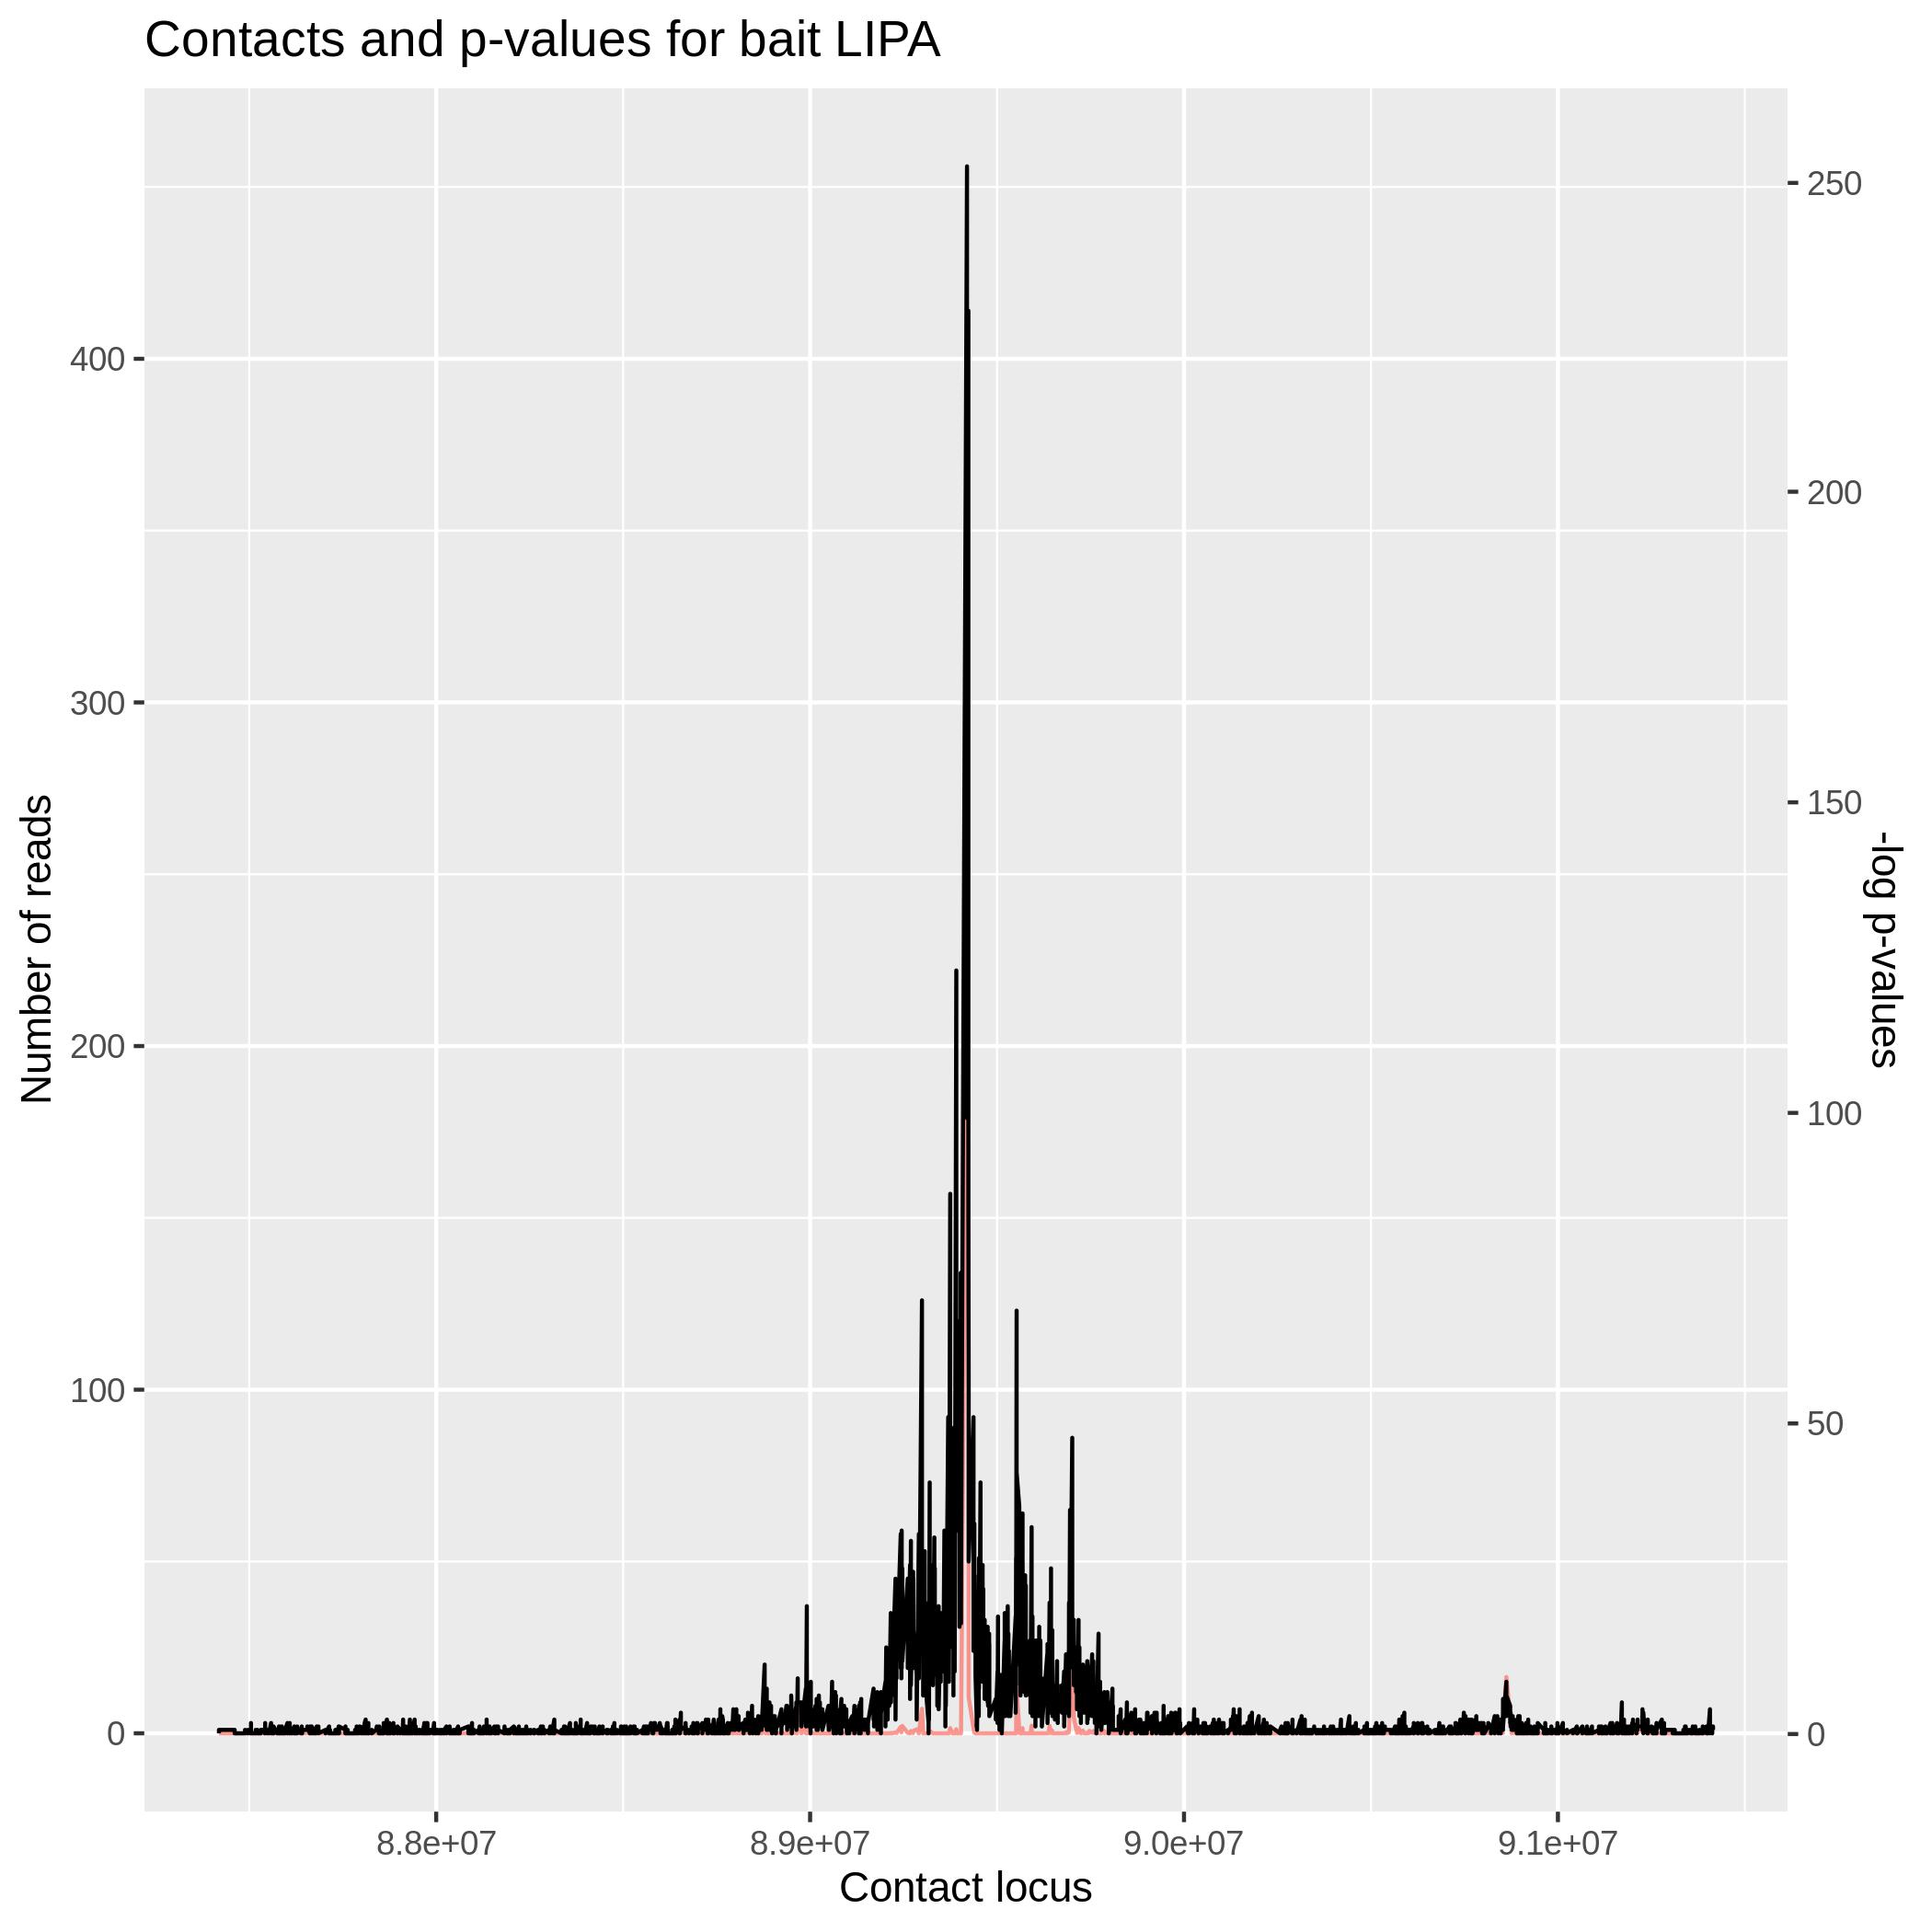 Contacts and p-values for bait LIPA
Number of reads
400
300
200
100
0
250
200
150
100
50
0
-log p-values
8.8e+07
8.9e+07
9.0e+07
9.1e+07
Contact locus